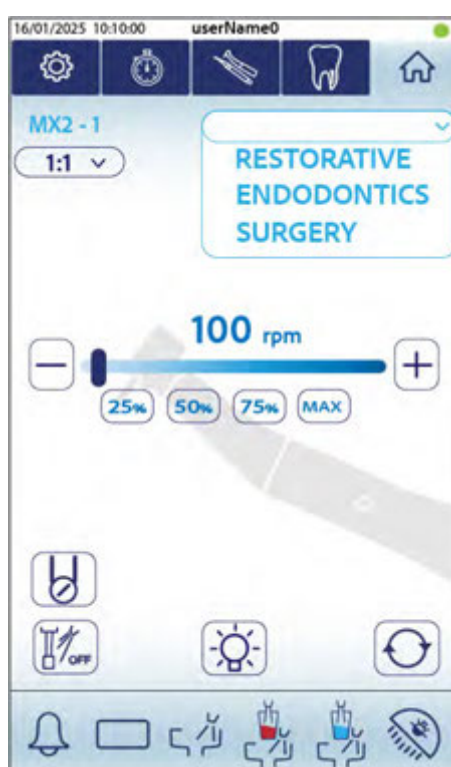 16/01/2025 10:10:00 userName0
MX2 - 1
1:1
RESTORATIVE
ENDODONTICS
SURGERY
100 rpm
25% 50% 75% MAX
OFF